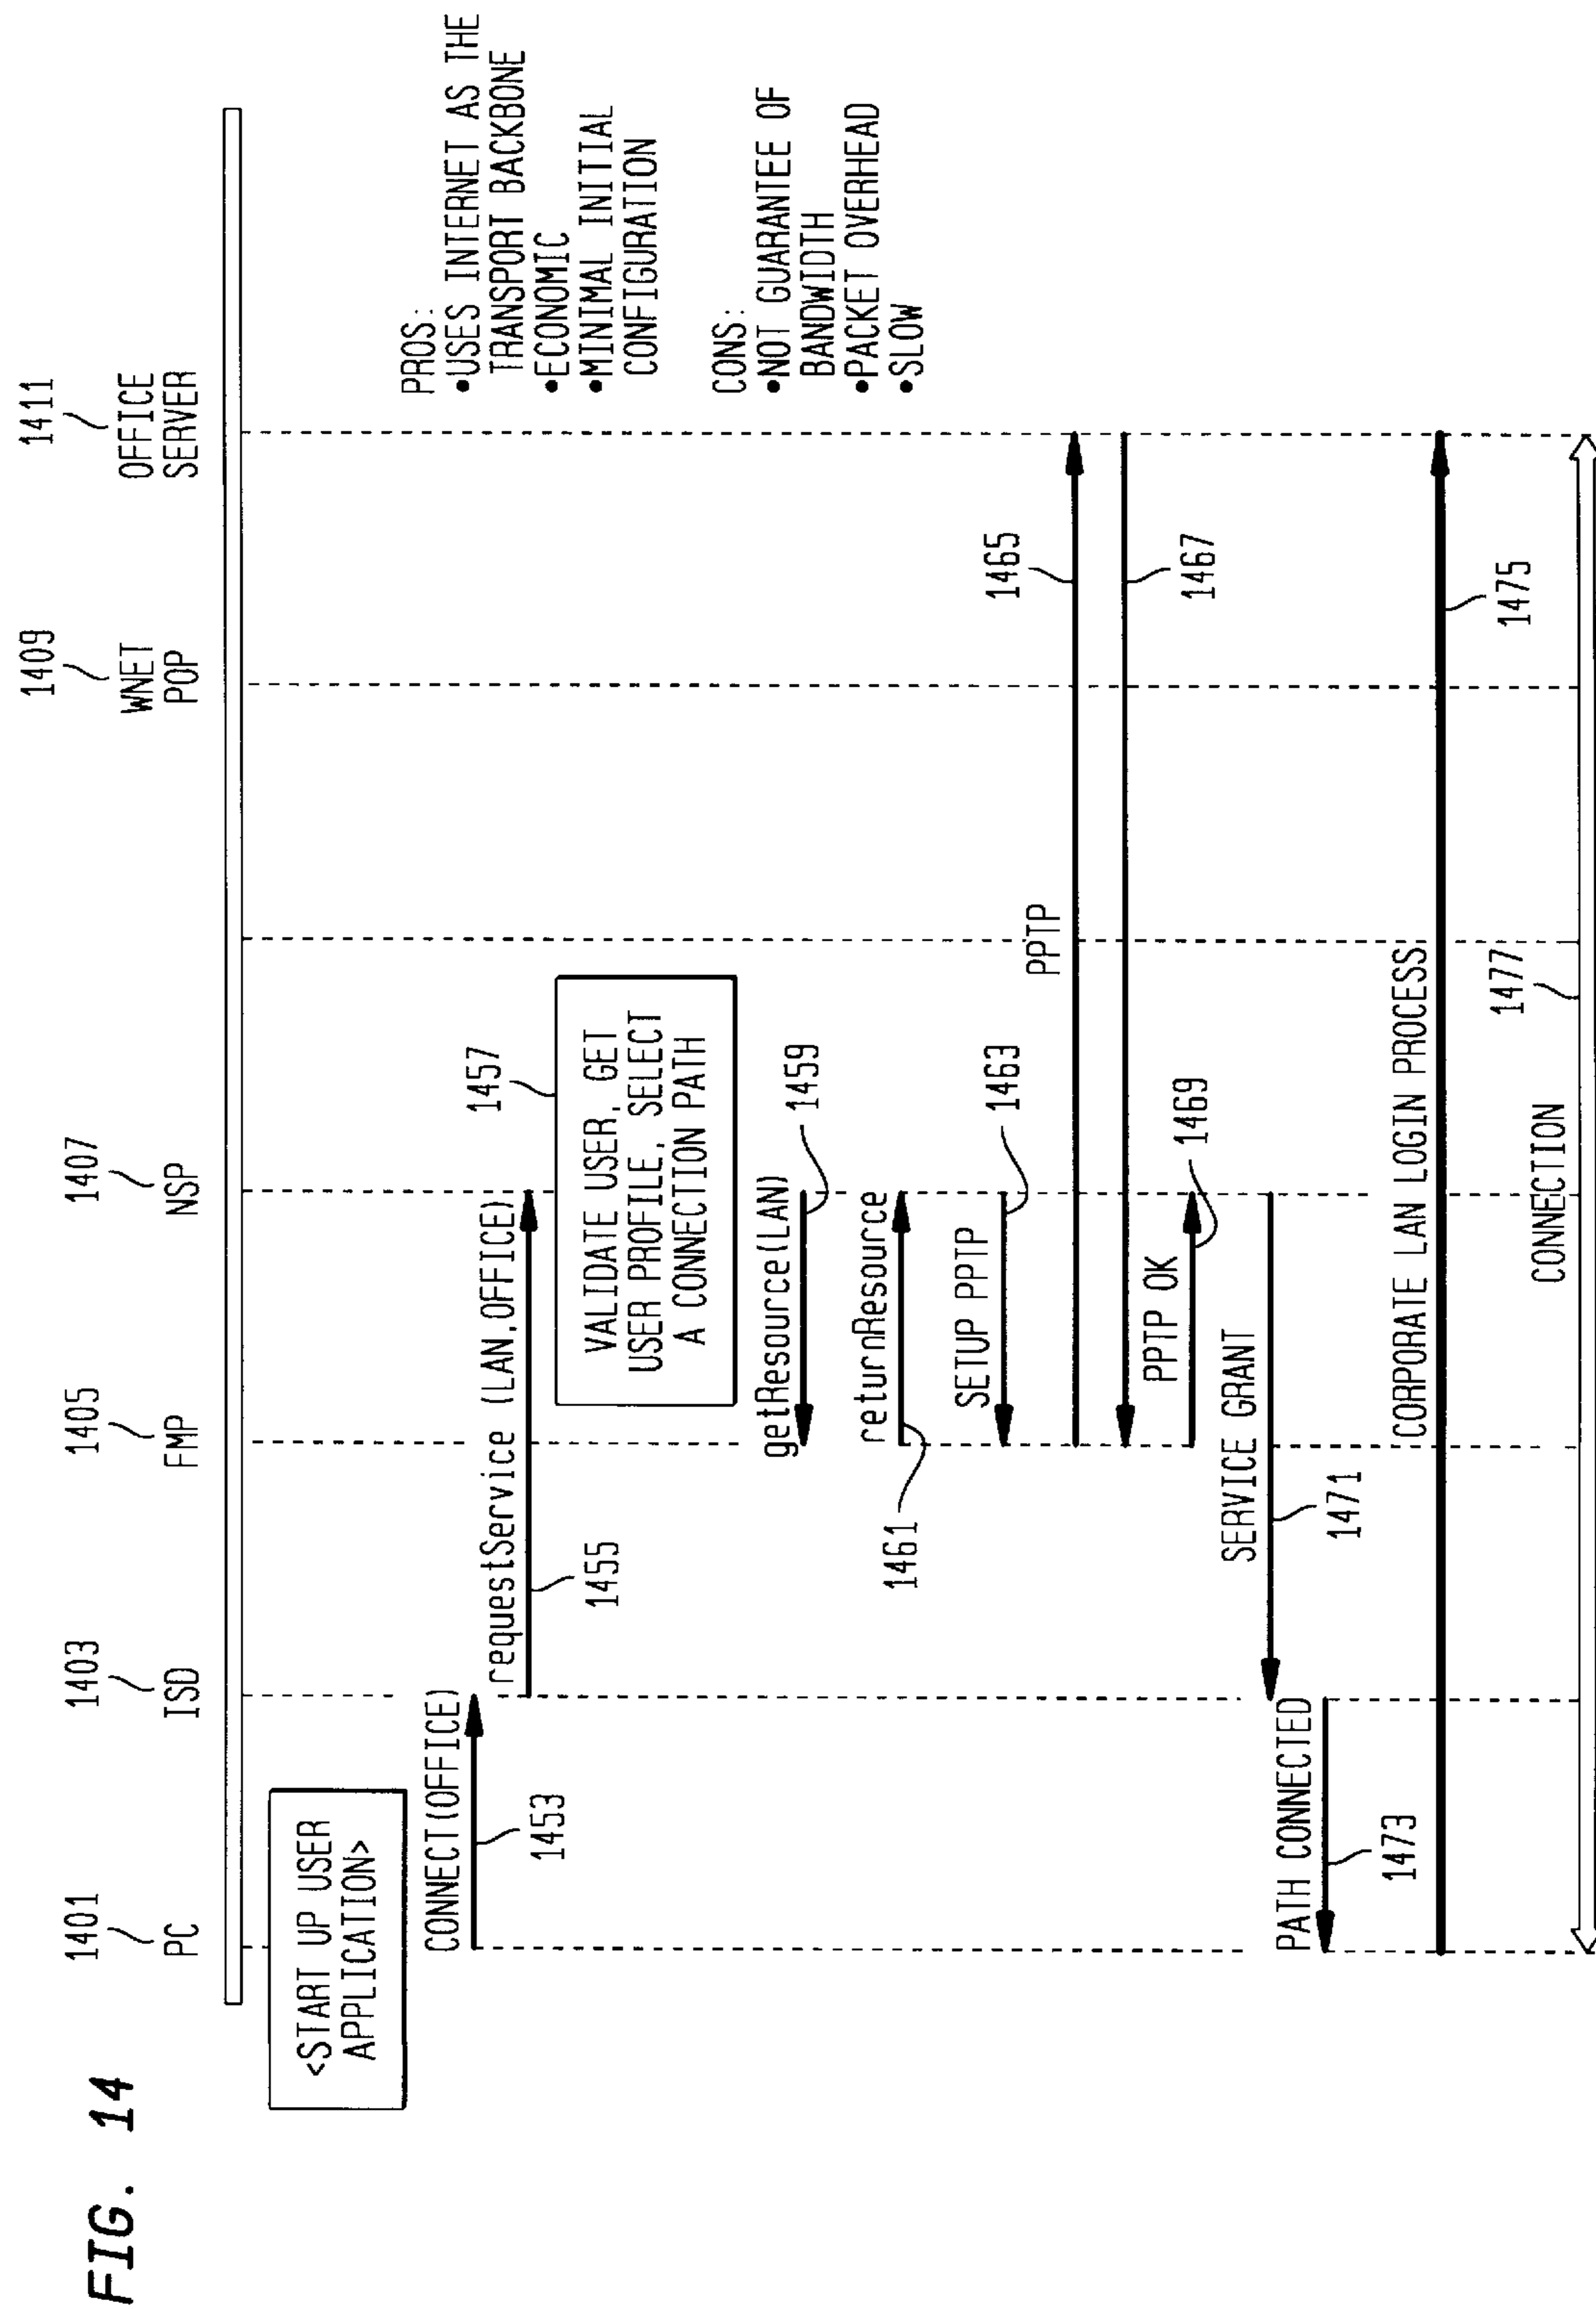 FIG. 14
1401
PC
1403
ISD
1405
FMP
1407
NSP
1409
WNET
POP
1411
OFFICE
SERVER
<START UP USER
APPLICATION>
CONNECT(OFFICE)
1453
requestService (LAN,OFFICE)
1455
1457
VALIDATE USER, GET
USER PROFILE, SELECT
A CONNECTION PATH
getResource(LAN)
1459
returnResource
1461
SETUP PPTP
1463
PPTP
1465
1467
PPTP OK
1469
SERVICE GRANT
1471
PATH CONNECTED
1473
CORPORATE LAN LOGIN PROCESS
1475
CONNECTION
1477
PROS:
•USES INTERNET AS THE
TRANSPORT BACKBONE
•ECONOMIC
•MINIMAL INITIAL
CONFIGURATION
CONS:
•NOT GUARANTEE OF
BANDWIDTH
•PACKET OVERHEAD
•SLOW